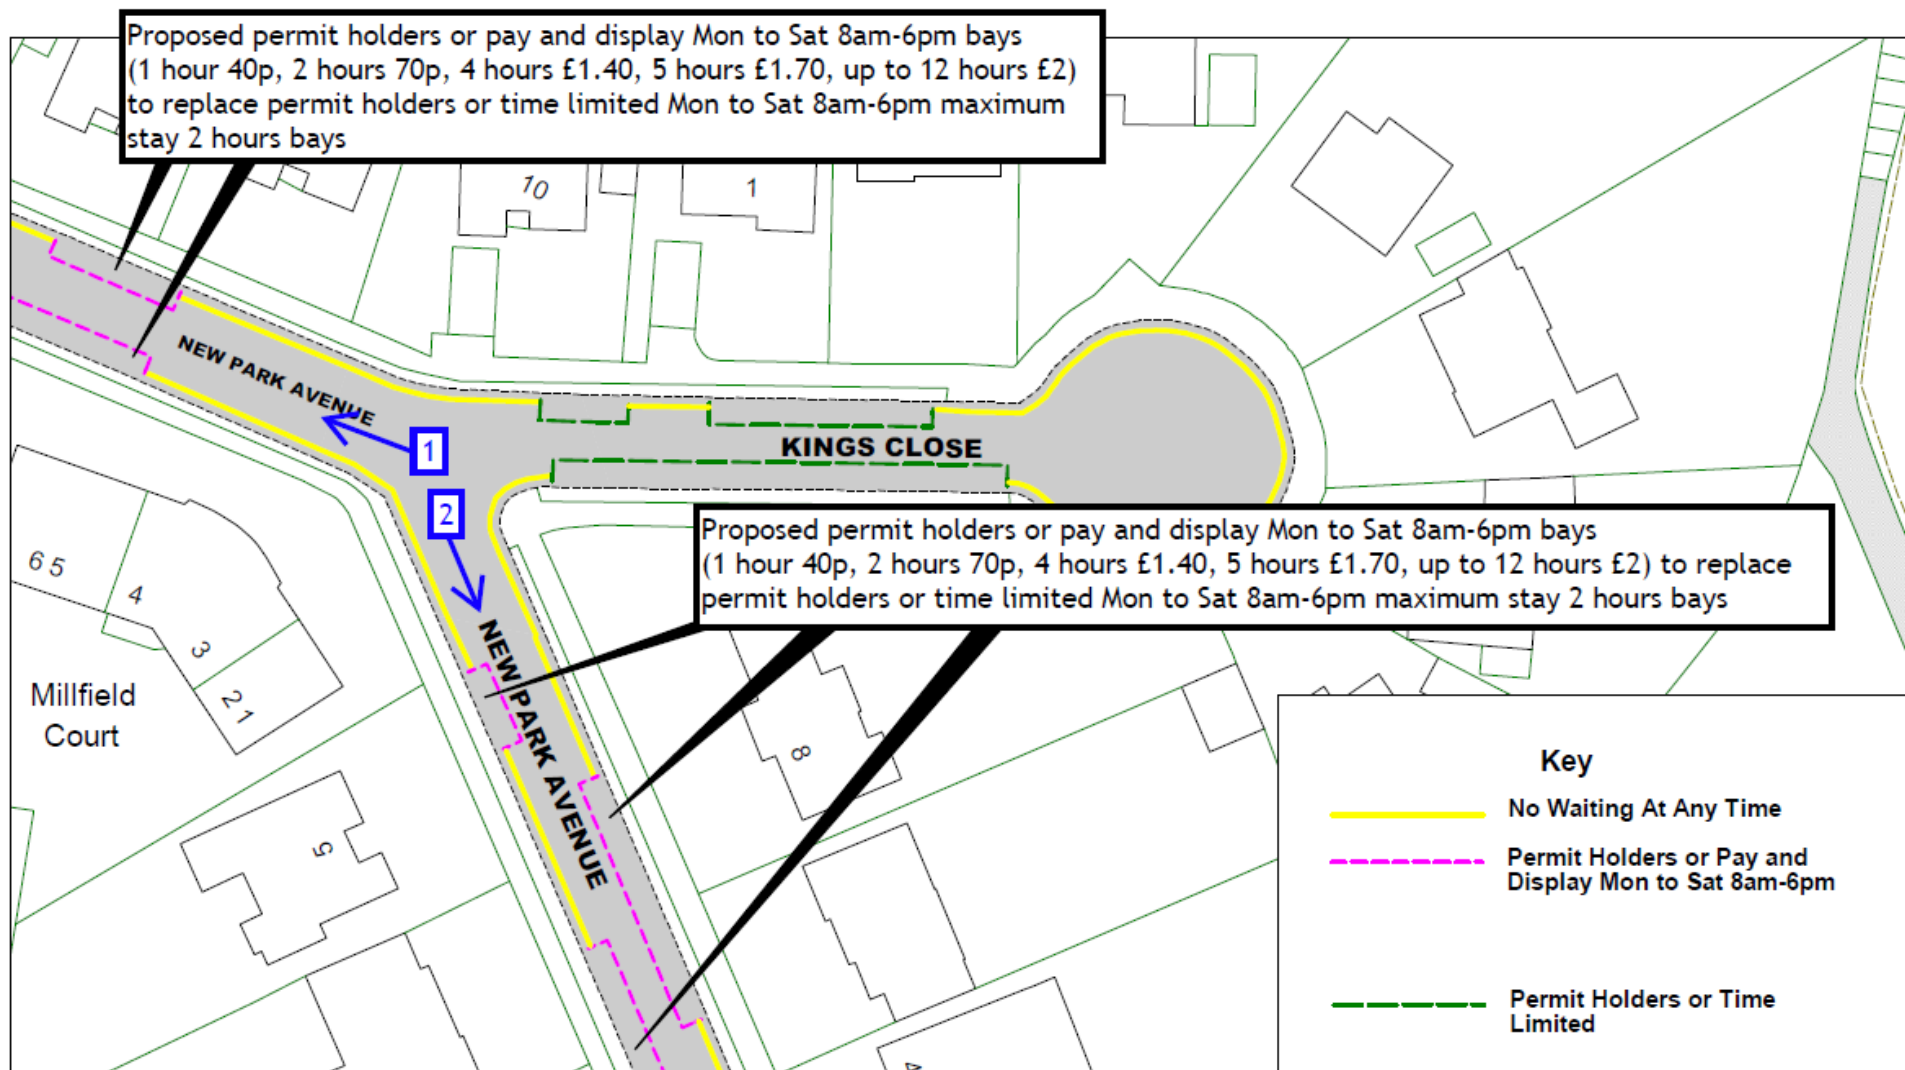 Proposed permit holders or pay and display Mon to Sat 8am-6pm bays
(1 hour 40p, 2 hours 70p, 4 hours £1.40, 5 hours £1.70, up to 12 hours £2)
to replace permit holders or time limited Mon to Sat 8am-6pm maximum
stay 2 hours bays
10
1
NEW PARK AVENUE
1
KINGS CLOSE
2
Proposed permit holders or pay and display Mon to Sat 8am-6pm bays
(1 hour 40p, 2 hours 70p, 4 hours £1.40, 5 hours £1.70, up to 12 hours £2) to replace
permit holders or time limited Mon to Sat 8am-6pm maximum stay 2 hours bays
6 5
4
3
2 1
Millfield
Court
NEW PARK AVENUE
8
5
4
Key
No Waiting At Any Time
Permit Holders or Pay and
Display Mon to Sat 8am-6pm
Permit Holders or Time
Limited